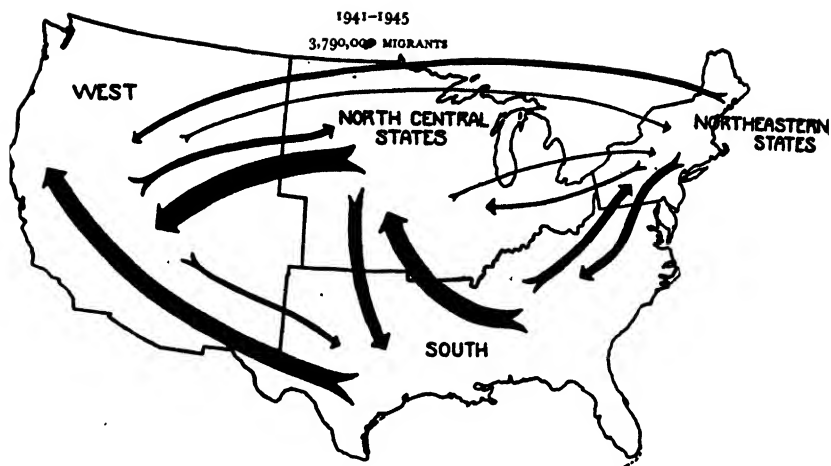 1941–1945
3,790,000 MIGRANTS
WEST
NORTH CENTRAL
STATES
NORTHEASTERN
STATES
SOUTH